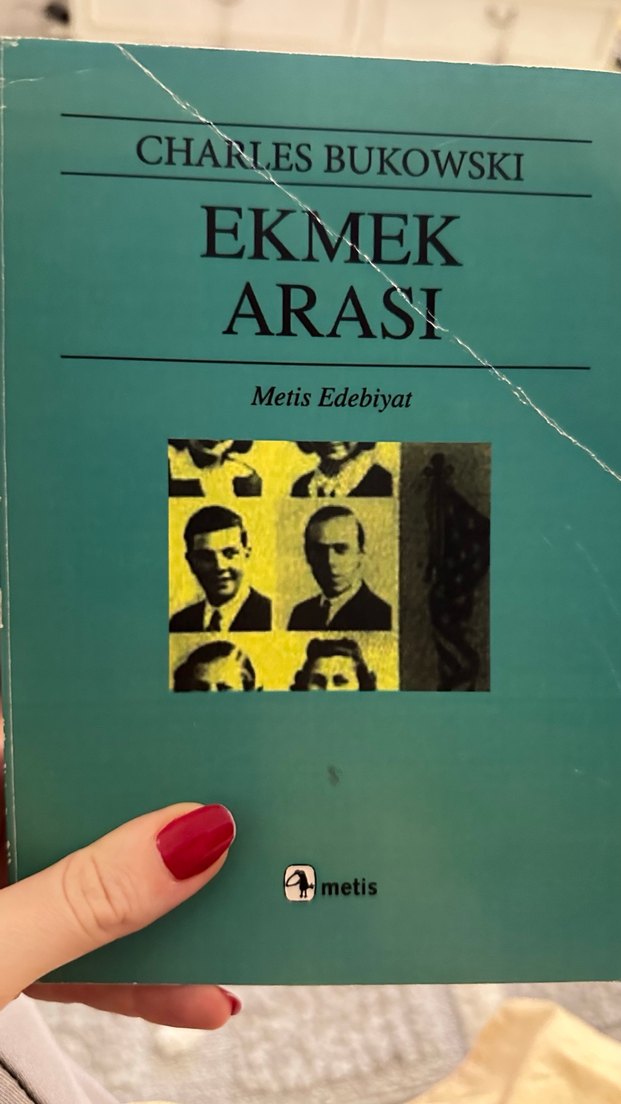 CHARLES BUKOWSKI
EKMEK
ARASI
Metis Edebiyat
metis